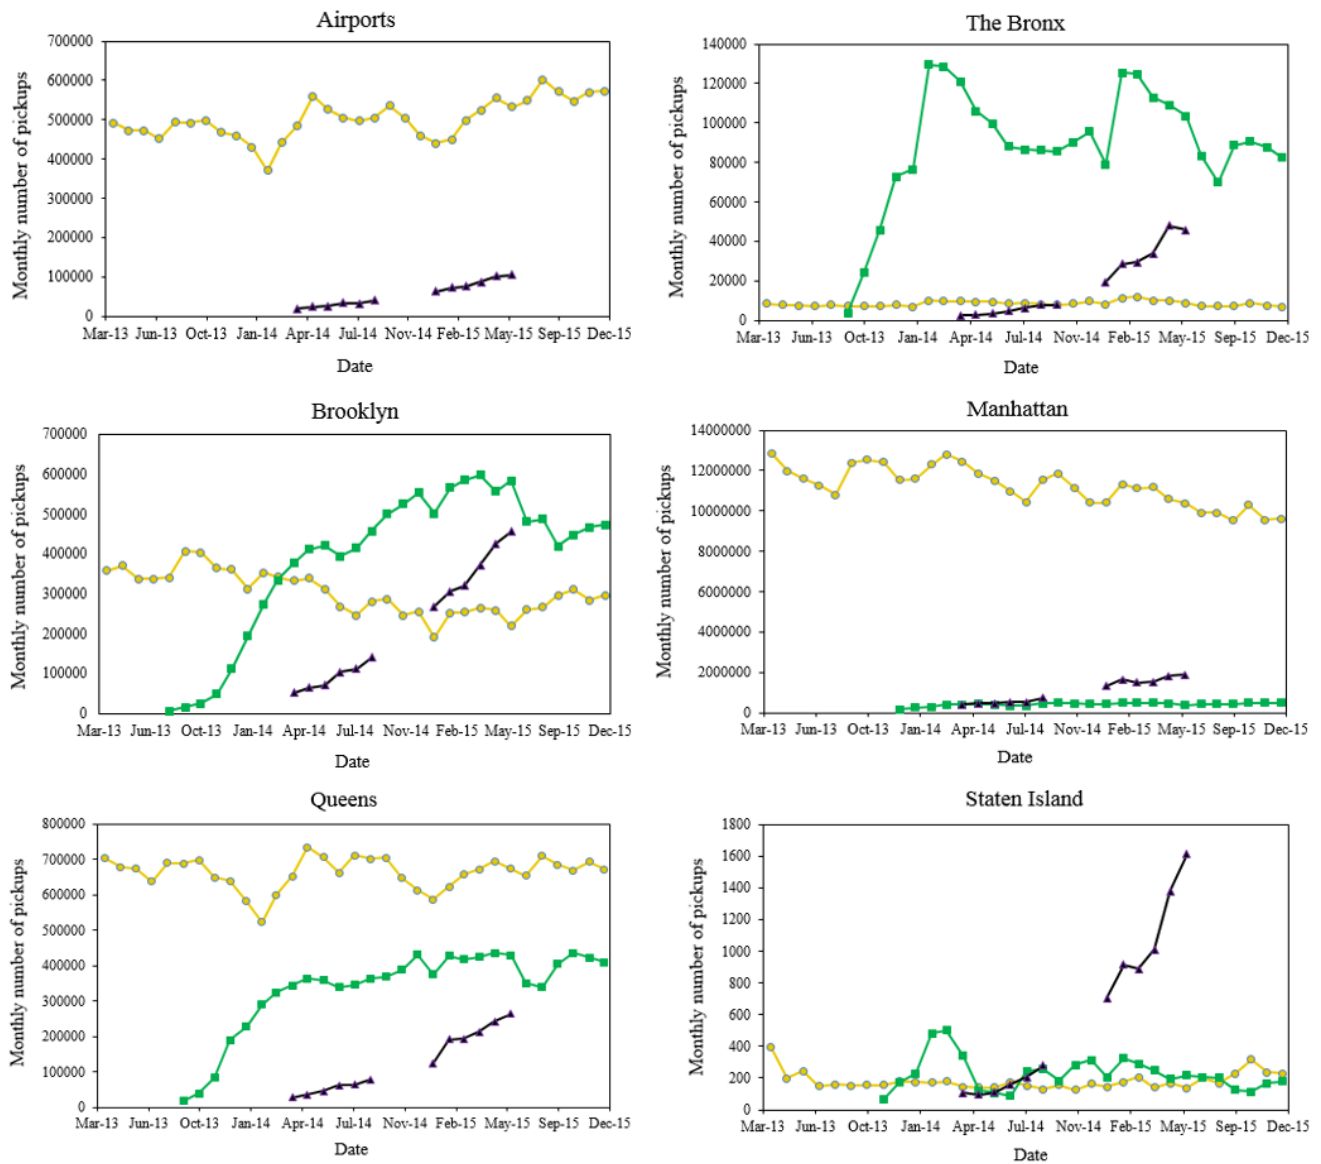 Airports
Monthly number of pickups
700000
600000
500000
400000
300000
200000
100000
0
Mar-13 Jun-13 Oct-13 Jan-14 Apr-14 Jul-14 Nov-14 Feb-15 May-15 Sep-15 Dec-15
Date
The Bronx
Monthly number of pickups
140000
120000
100000
80000
60000
40000
20000
0
Mar-13 Jun-13 Oct-13 Jan-14 Apr-14 Jul-14 Nov-14 Feb-15 May-15 Sep-15 Dec-15
Date
Brooklyn
Monthly number of pickups
700000
600000
500000
400000
300000
200000
100000
0
Mar-13 Jun-13 Oct-13 Jan-14 Apr-14 Jul-14 Nov-14 Feb-15 May-15 Sep-15 Dec-15
Date
Manhattan
Monthly number of pickups
14000000
12000000
10000000
8000000
6000000
4000000
2000000
0
Mar-13 Jun-13 Oct-13 Jan-14 Apr-14 Jul-14 Nov-14 Feb-15 May-15 Sep-15 Dec-15
Date
Queens
Monthly number of pickups
800000
700000
600000
500000
400000
300000
200000
100000
0
Mar-13 Jun-13 Oct-13 Jan-14 Apr-14 Jul-14 Nov-14 Feb-15 May-15 Sep-15 Dec-15
Date
Staten Island
Monthly number of pickups
1800
1600
1400
1200
1000
800
600
400
200
0
Mar-13 Jun-13 Oct-13 Jan-14 Apr-14 Jul-14 Nov-14 Feb-15 May-15 Sep-15 Dec-15
Date